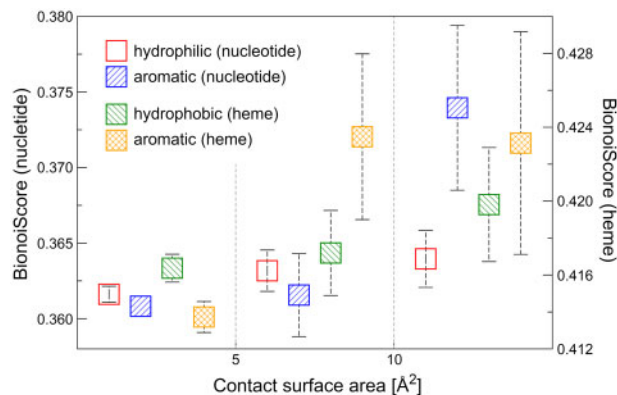 0.380
0.375
0.370
0.365
0.360
BionoiScore (nucletide)
hydrophilic (nucleotide)
aromatic (nucleotide)
hydrophobic (heme)
aromatic (heme)
0.428
0.424
0.420
0.416
0.412
BionoiScore (heme)
5
10
Contact surface area [Å²]